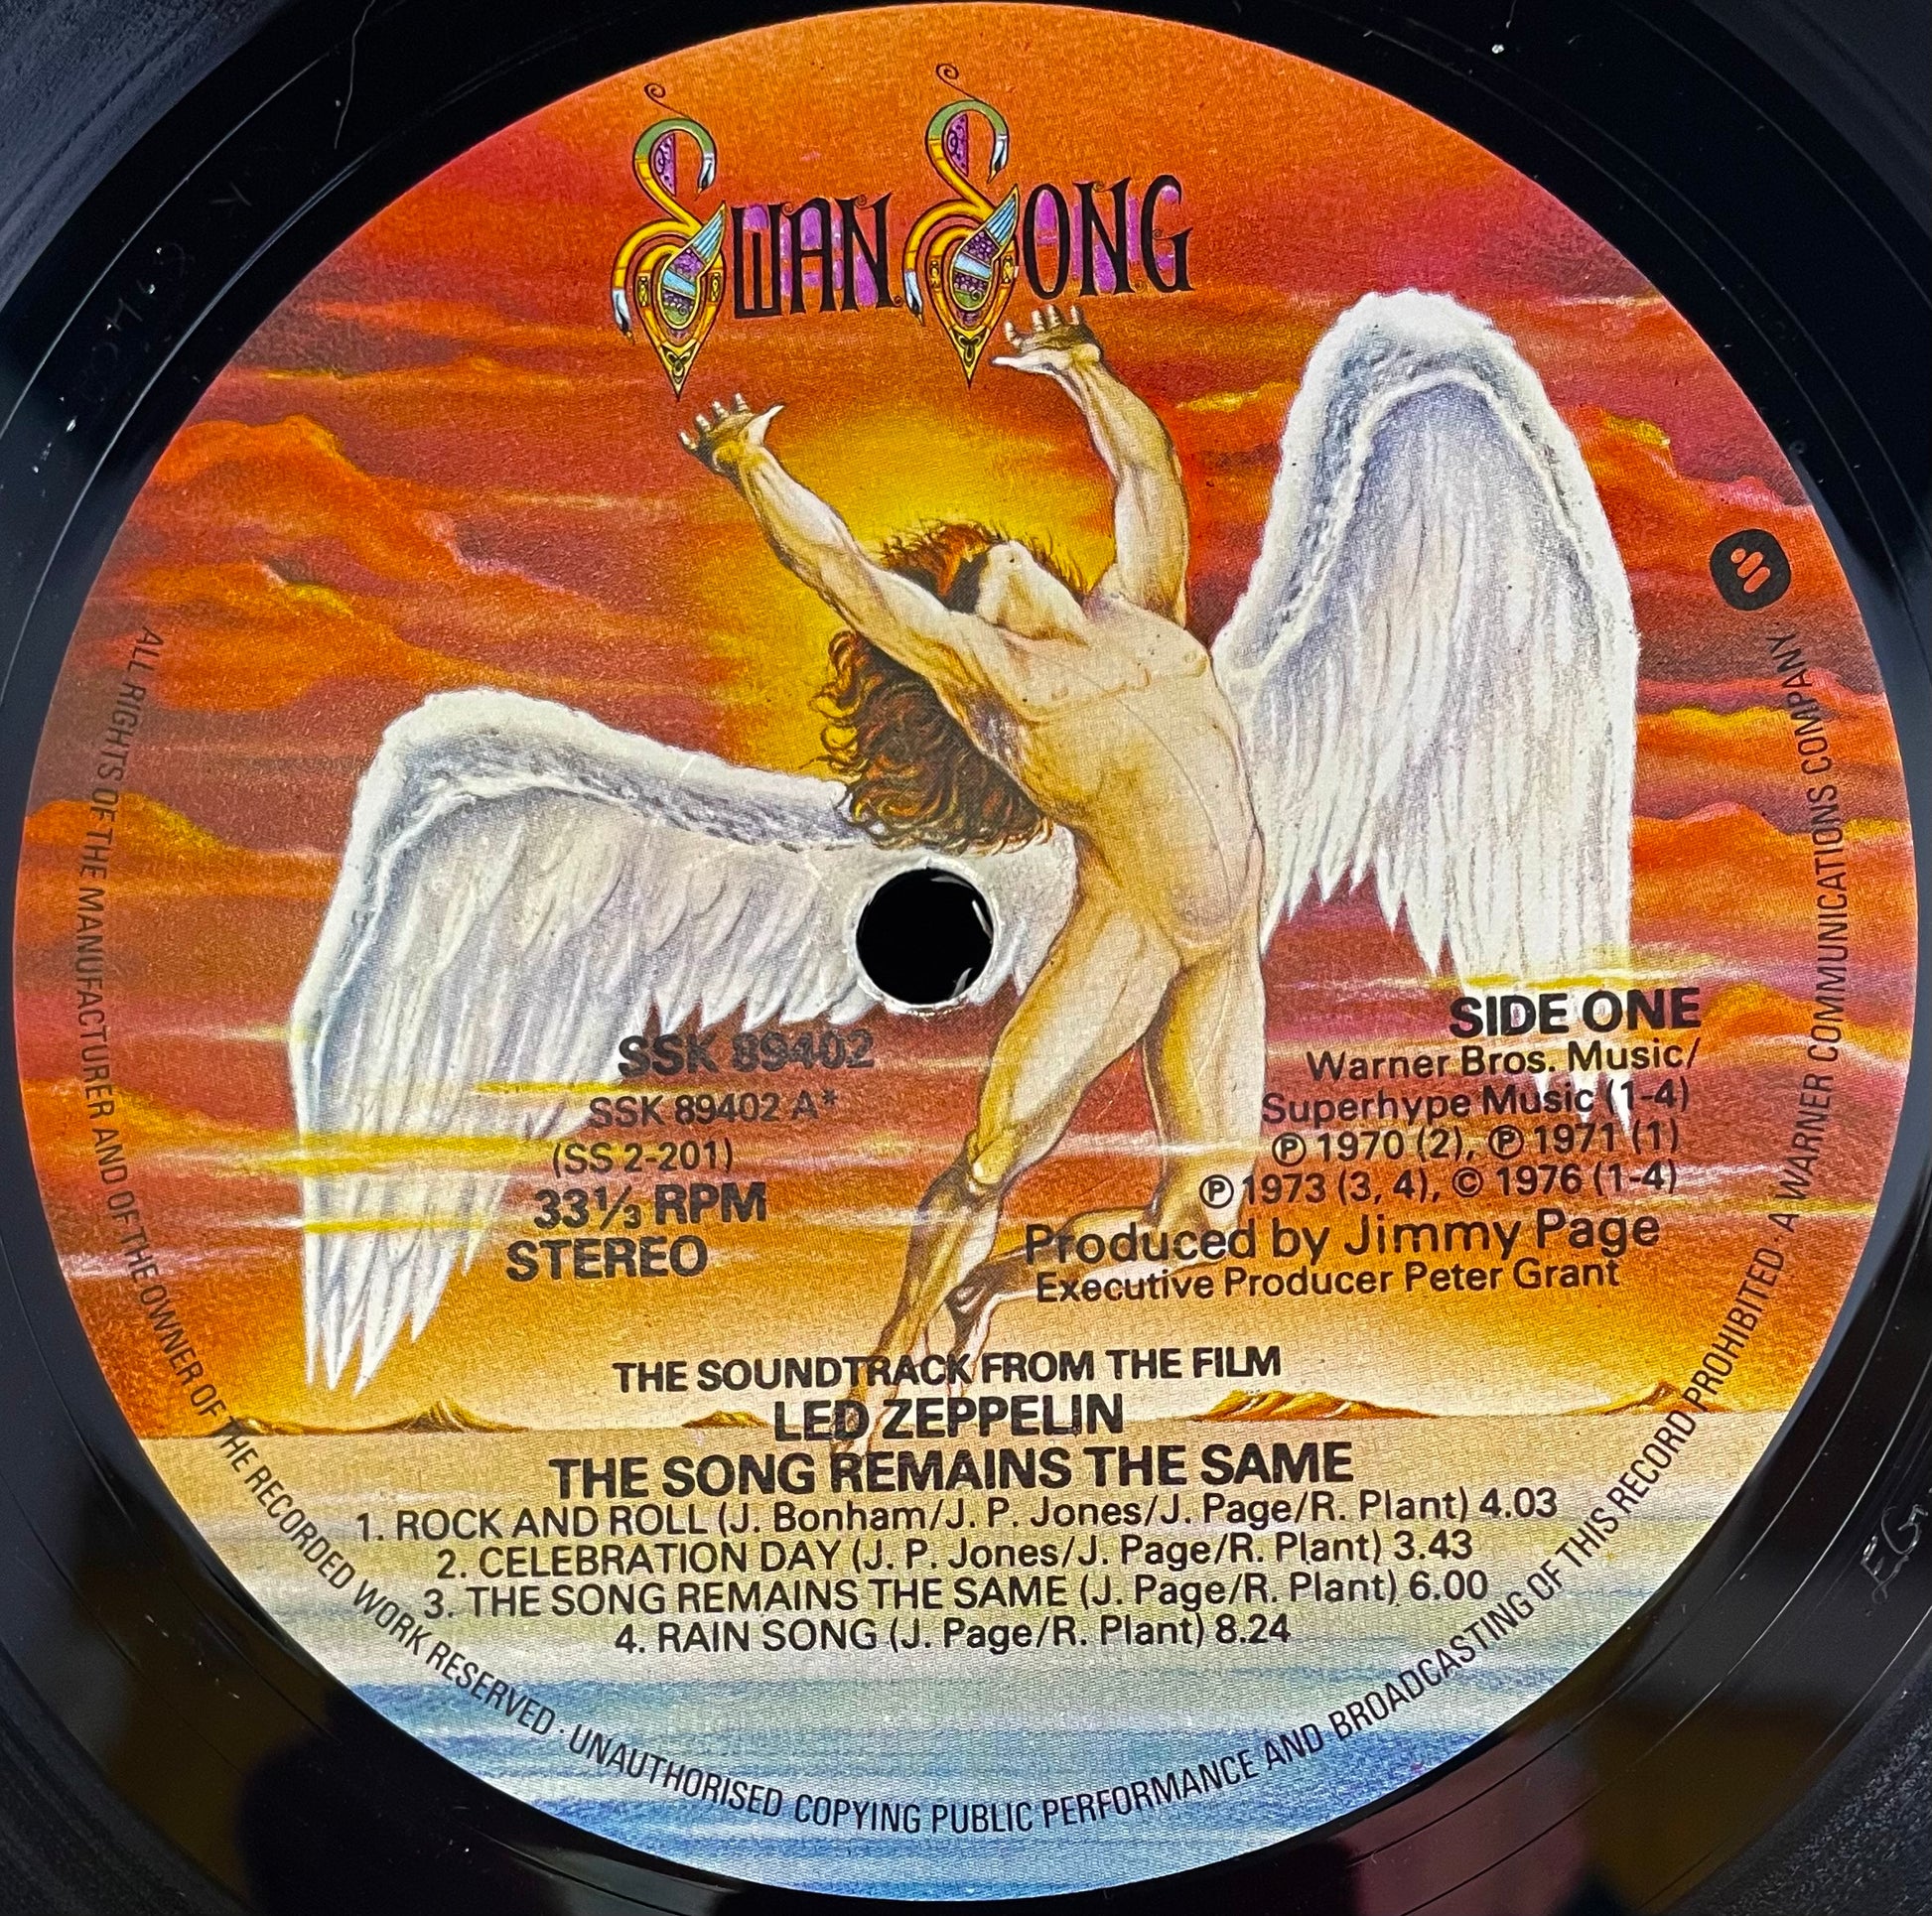 SWAN SONG
SSK 89402
SSK 89402 A*
(SS 2-201)
33⅓ RPM
STEREO
SIDE ONE
Warner Bros. Music/
Superhype Music (1-4)
℗ 1970 (2), ℗ 1971 (1)
℗ 1973 (3, 4), © 1976 (1-4)
Produced by Jimmy Page
Executive Producer Peter Grant
THE SOUNDTRACK FROM THE FILM
LED ZEPPELIN
THE SONG REMAINS THE SAME
1. ROCK AND ROLL (J. Bonham/J. P. Jones/J. Page/R. Plant) 4.03
2. CELEBRATION DAY (J. P. Jones/J. Page/R. Plant) 3.43
3. THE SONG REMAINS THE SAME (J. Page/R. Plant) 6.00
4. RAIN SONG (J. Page/R. Plant) 8.24
ALL RIGHTS OF THE MANUFACTURER AND OF THE OWNER OF THE RECORDED WORK RESERVED · UNAUTHORISED COPYING PUBLIC PERFORMANCE AND BROADCASTING OF THIS RECORD PROHIBITED · A WARNER COMMUNICATIONS COMPANY.